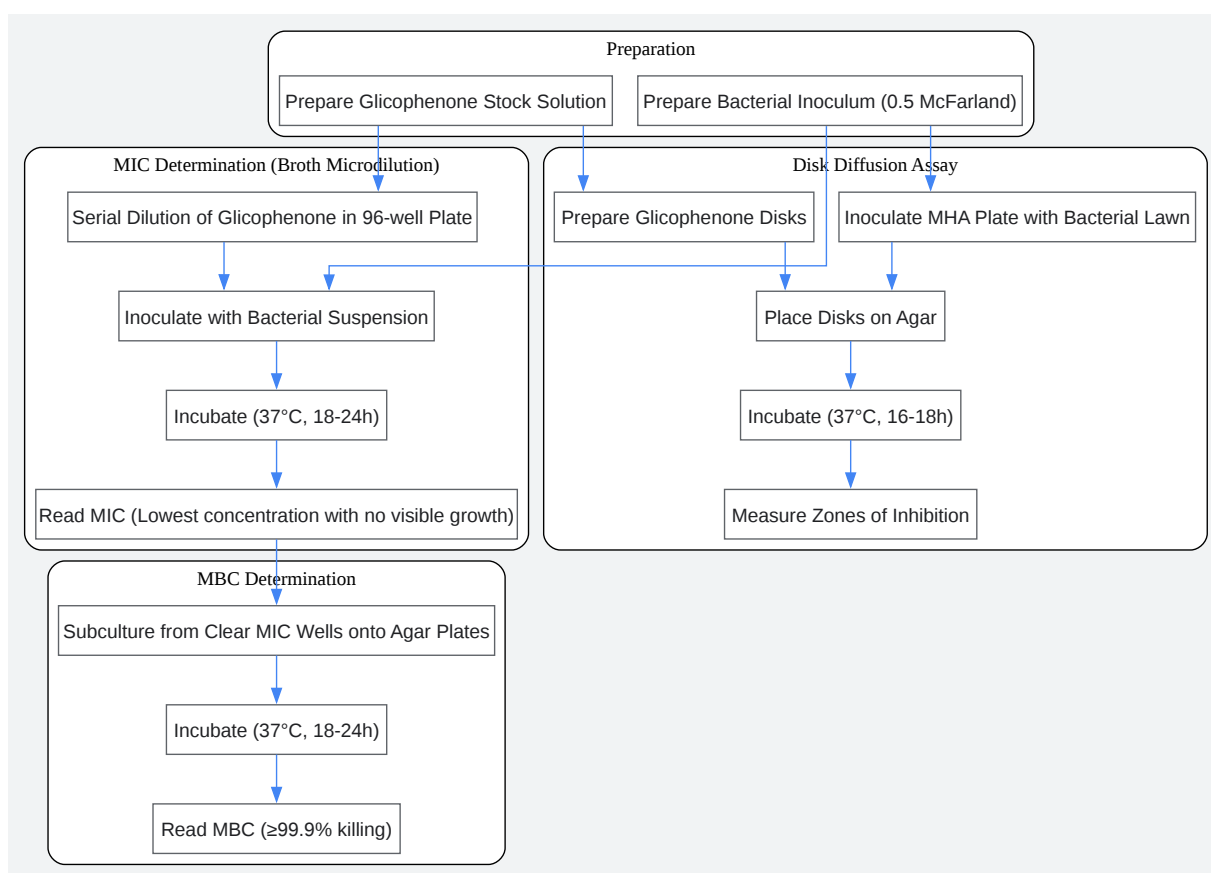 Preparation
Prepare Glicophenone Stock Solution
Prepare Bacterial Inoculum (0.5 McFarland)
MIC Determination (Broth Microdilution)
Serial Dilution of Glicophenone in 96-well Plate
Inoculate with Bacterial Suspension
Incubate (37°C, 18-24h)
Read MIC (Lowest concentration with no visible growth)
Disk Diffusion Assay
Prepare Glicophenone Disks
Inoculate MHA Plate with Bacterial Lawn
Place Disks on Agar
Incubate (37°C, 16-18h)
Measure Zones of Inhibition
MBC Determination
Subculture from Clear MIC Wells onto Agar Plates
Incubate (37°C, 18-24h)
Read MBC (≥99.9% killing)